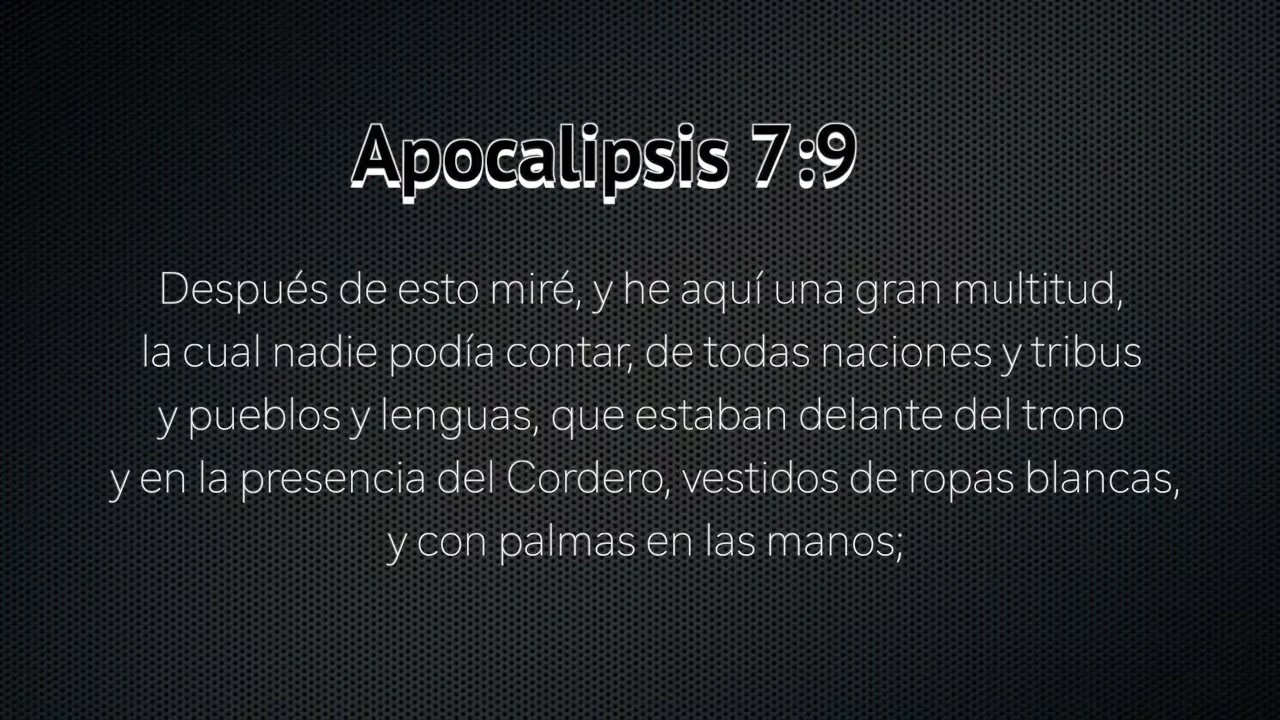 Apocalipsis 7:9
Después de esto miré, y he aquí una gran multitud,
la cual nadie podía contar, de todas naciones y tribus
y pueblos y lenguas, que estaban delante del trono
y en la presencia del Cordero, vestidos de ropas blancas,
y con palmas en las manos;